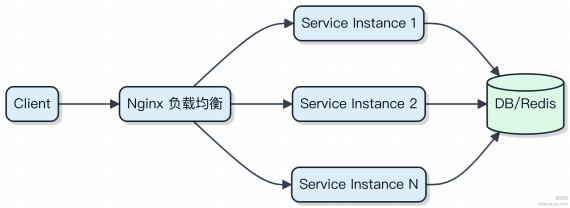 Service Instance 1
Client
Nginx 负载均衡
Service Instance 2
DB/Redis
Service Instance N